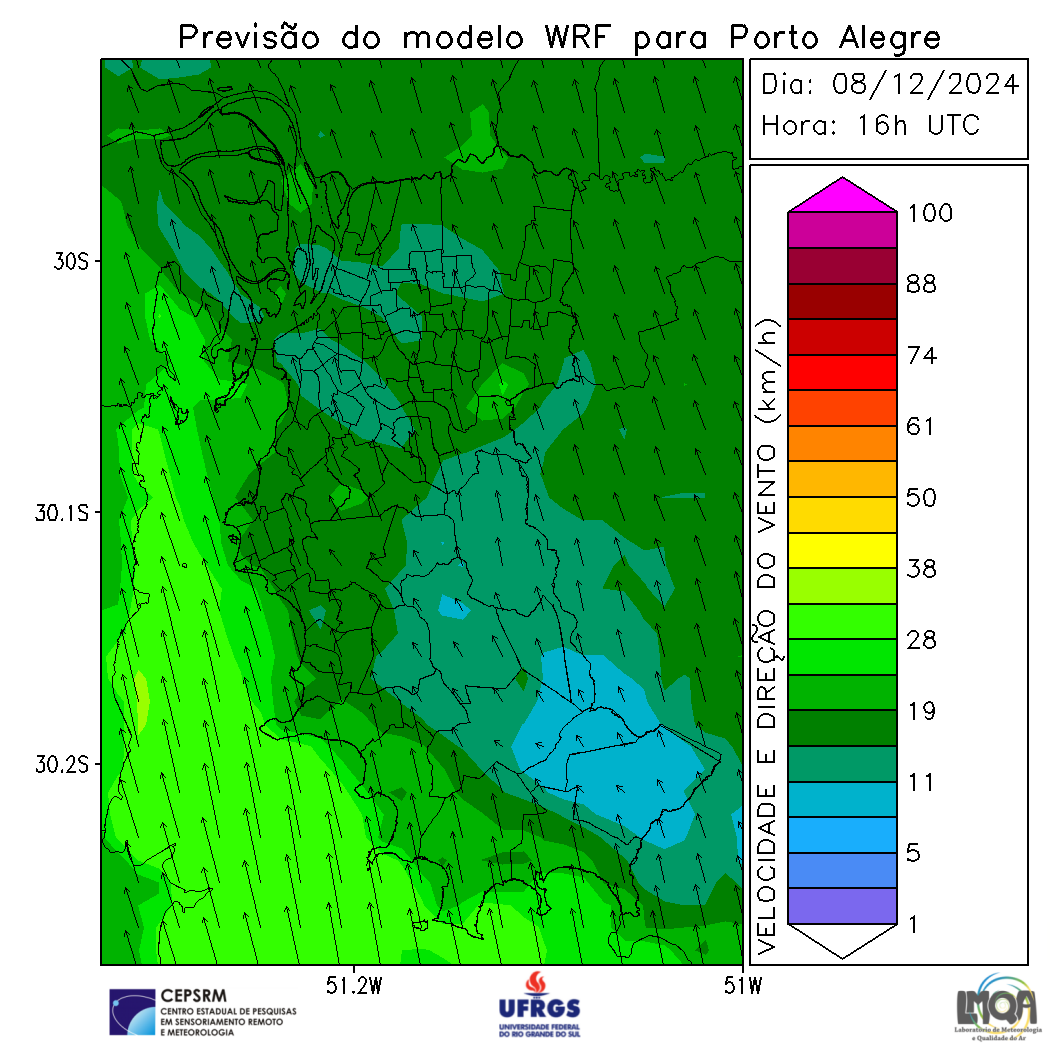 Previsão do modelo WRF para Porto Alegre
Dia: 08/12/2024
Hora: 16h UTC
30S
30.1S
30.2S
51.2W
51W
VELOCIDADE E DIREÇÃO DO VENTO (km/h)
100
88
74
61
50
38
28
19
11
5
1
CEPSRM
CENTRO ESTADUAL DE PESQUISAS
EM SENSORIAMENTO REMOTO
E METEOROLOGIA
UFRGS
UNIVERSIDADE FEDERAL
DO RIO GRANDE DO SUL
LMQA
Laboratório de Meteorologia
e Qualidade do Ar